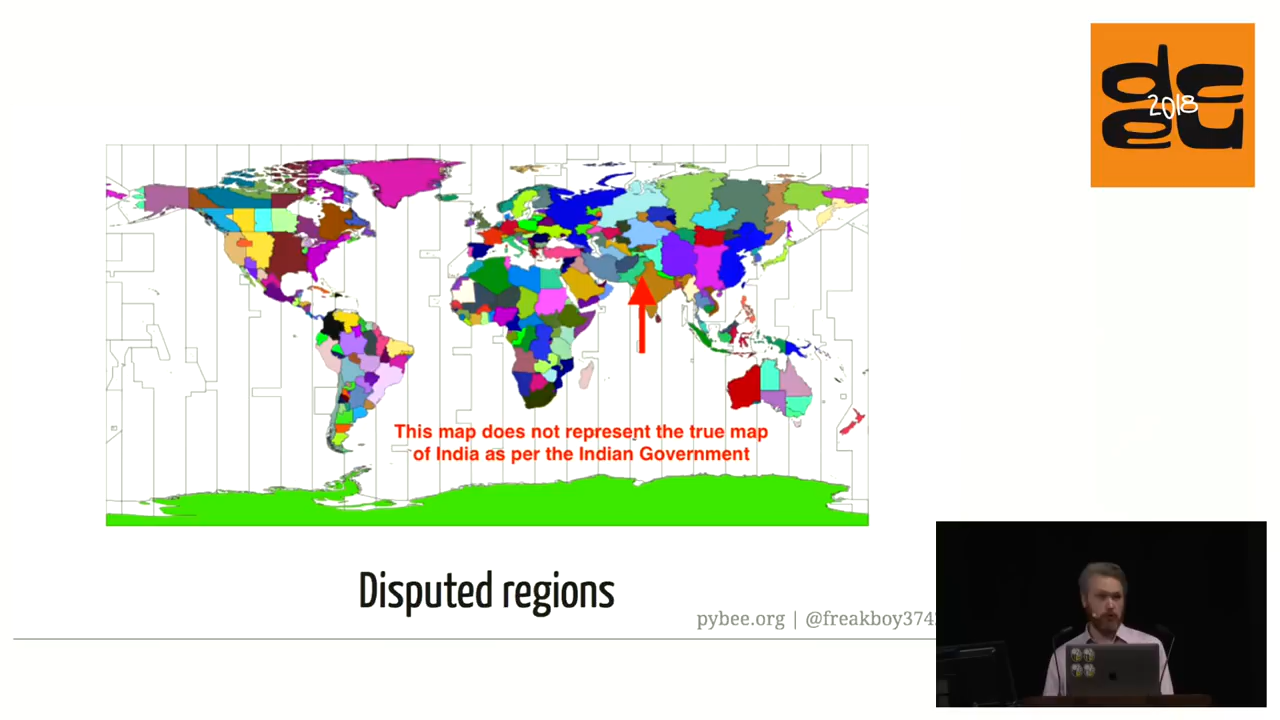 2018
This map does not represent the true map
of India as per the Indian Government
Disputed regions
pybee.org | @freakboy374